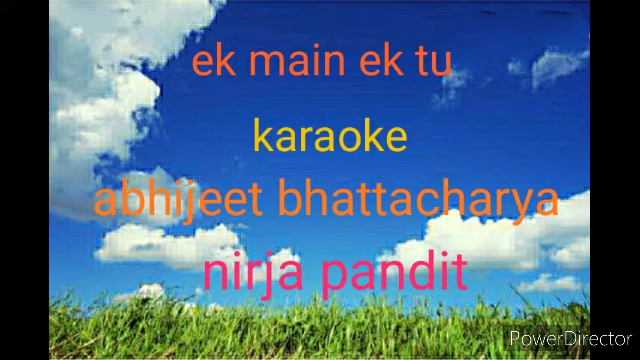 ek main ek tu
karaoke
abhijeet bhattacharya
nirja pandit
PowerDirector